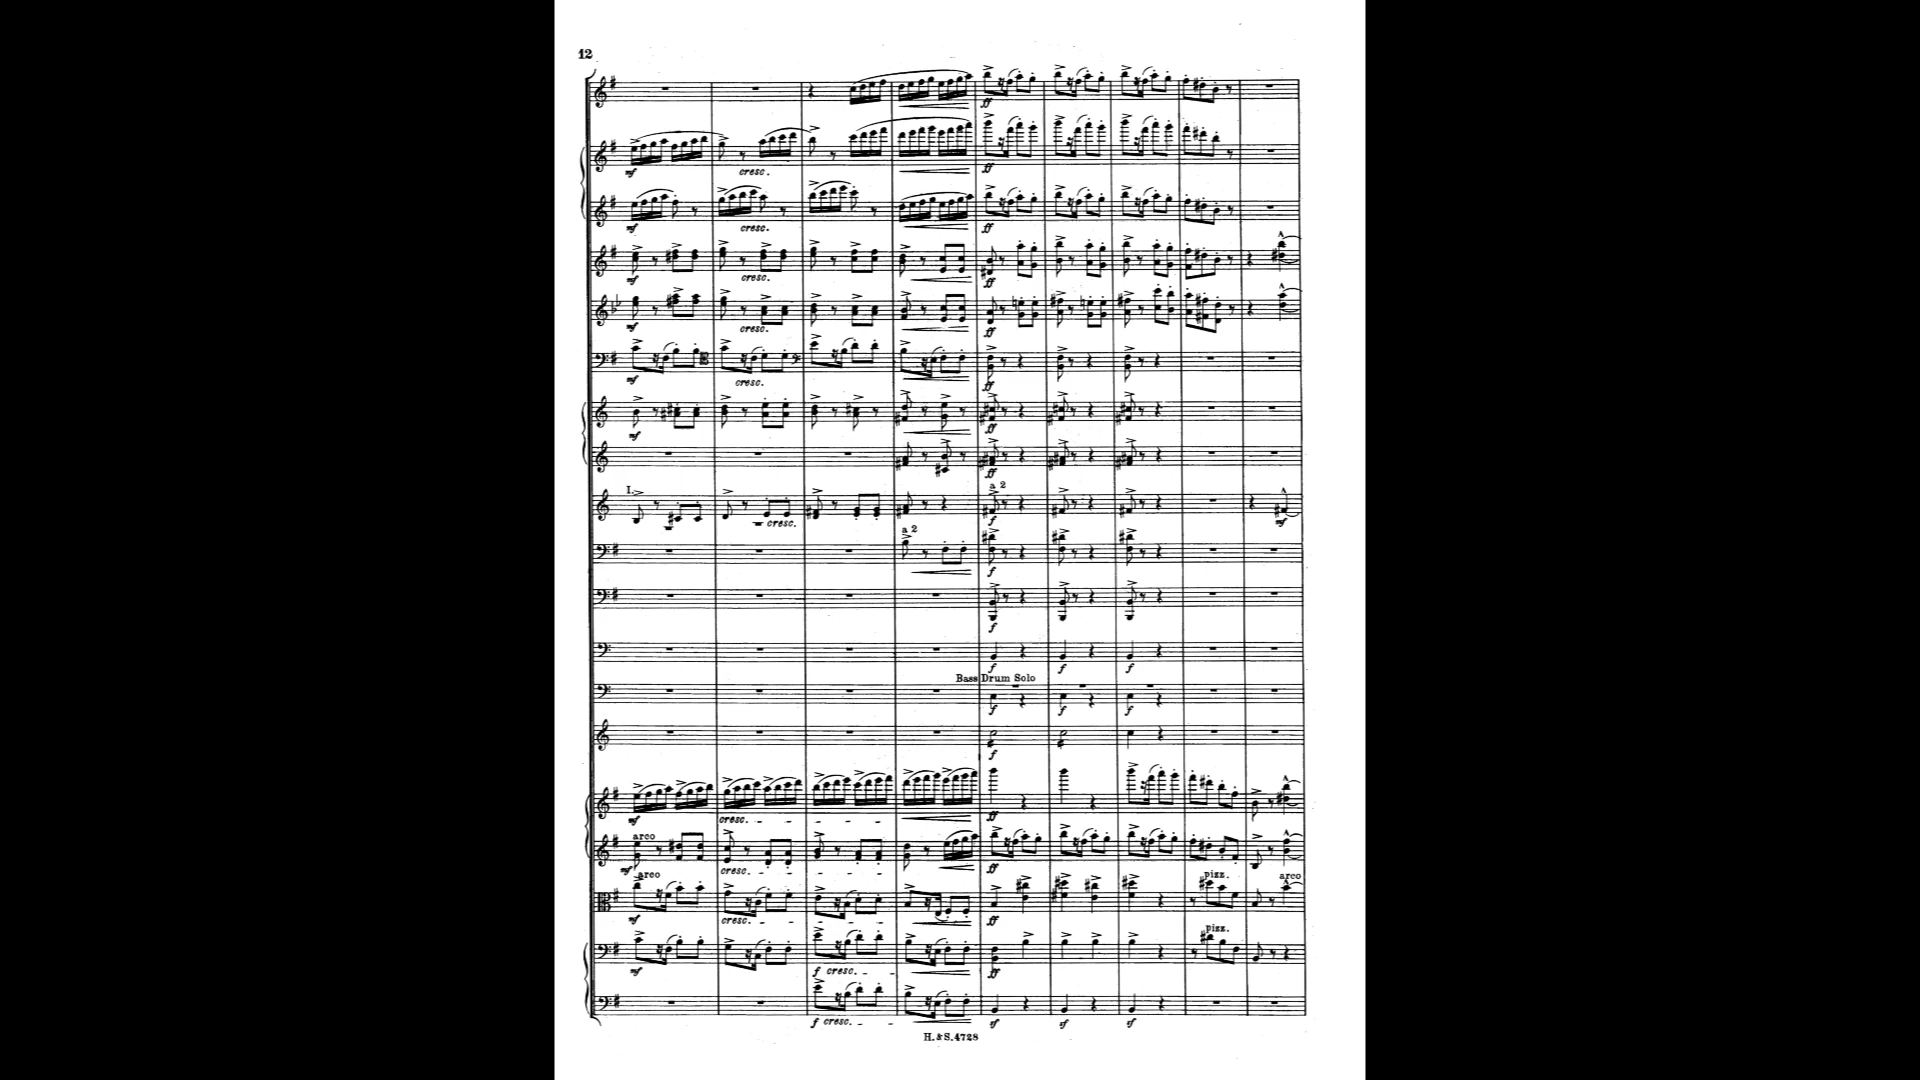 12
ff
mf cresc. ff
mf cresc. ff
mf cresc. ff
mf cresc. ff
mf cresc. ff
mf ff
ff
I. a 2
cresc. f mf
a 2
f
f
f f f
Bass Drum Solo
f f f
f
mf cresc. ff
arco
mf cresc. ff
arco pizz. arco
mf cresc. ff
pizz.
mf f cresc. ff
f cresc. sf sf sf
H. & S. 4728